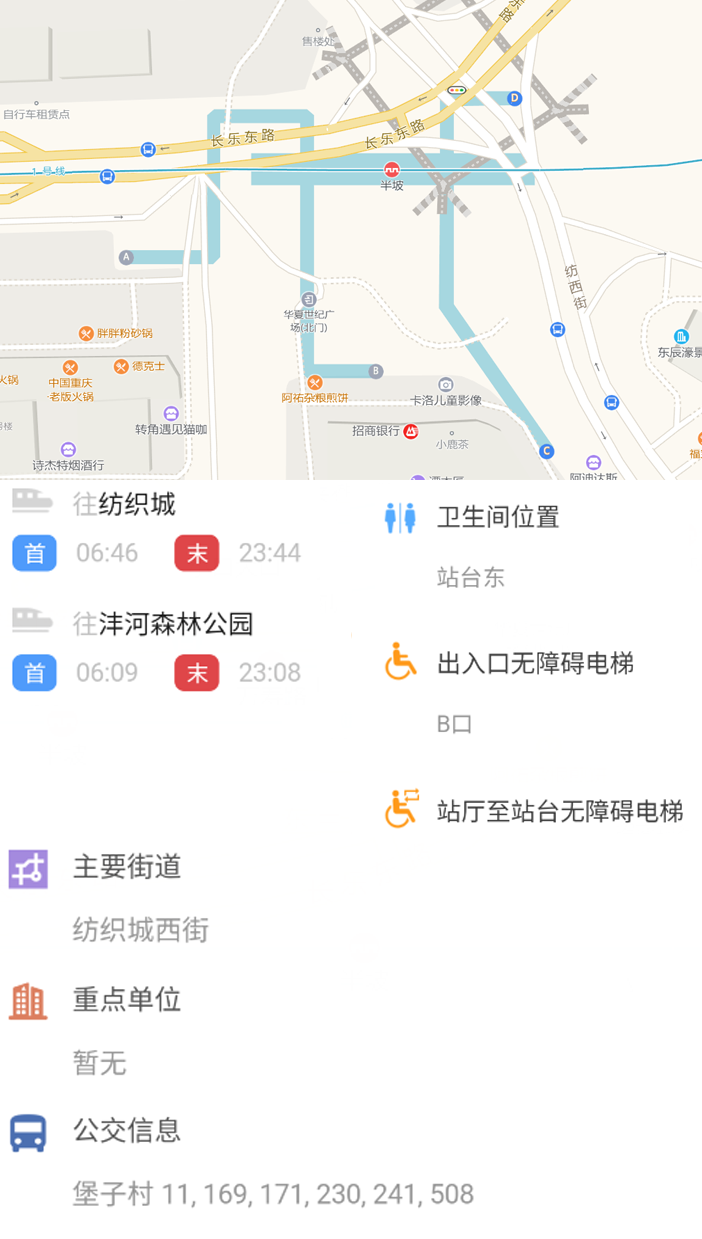 售楼处
D
自行车租赁点
长乐东路
长乐东路
1号线
半坡
A
纺西街
华夏世纪广
场(北门)
胖胖粉砂锅
东辰濠景
火锅
中国重庆
·老版火锅
德克士
B
阿祐杂粮煎饼
卡洛儿童影像
转角遇见猫咖
招商银行
小鹿茶
C
诗杰特烟酒行
阿迪达斯
往纺织城
首 06:46 末 23:44
往沣河森林公园
首 06:09 末 23:08
卫生间位置
站台东
出入口无障碍电梯
B口
站厅至站台无障碍电梯
主要街道
纺织城西街
重点单位
暂无
公交信息
堡子村 11, 169, 171, 230, 241, 508